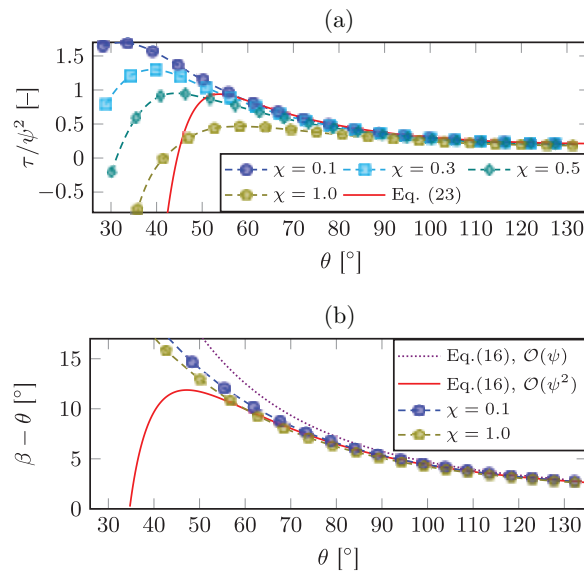 (a)
τ/ψ² [–]
1.5
1
0.5
0
−0.5
χ = 0.1 χ = 0.3 χ = 0.5
χ = 1.0 Eq. (23)
30 40 50 60 70 80 90 100 110 120 130
θ [°]
(b)
β − θ [°]
15
10
5
0
Eq.(16), 𝒪(ψ)
Eq.(16), 𝒪(ψ²)
χ = 0.1
χ = 1.0
30 40 50 60 70 80 90 100 110 120 130
θ [°]